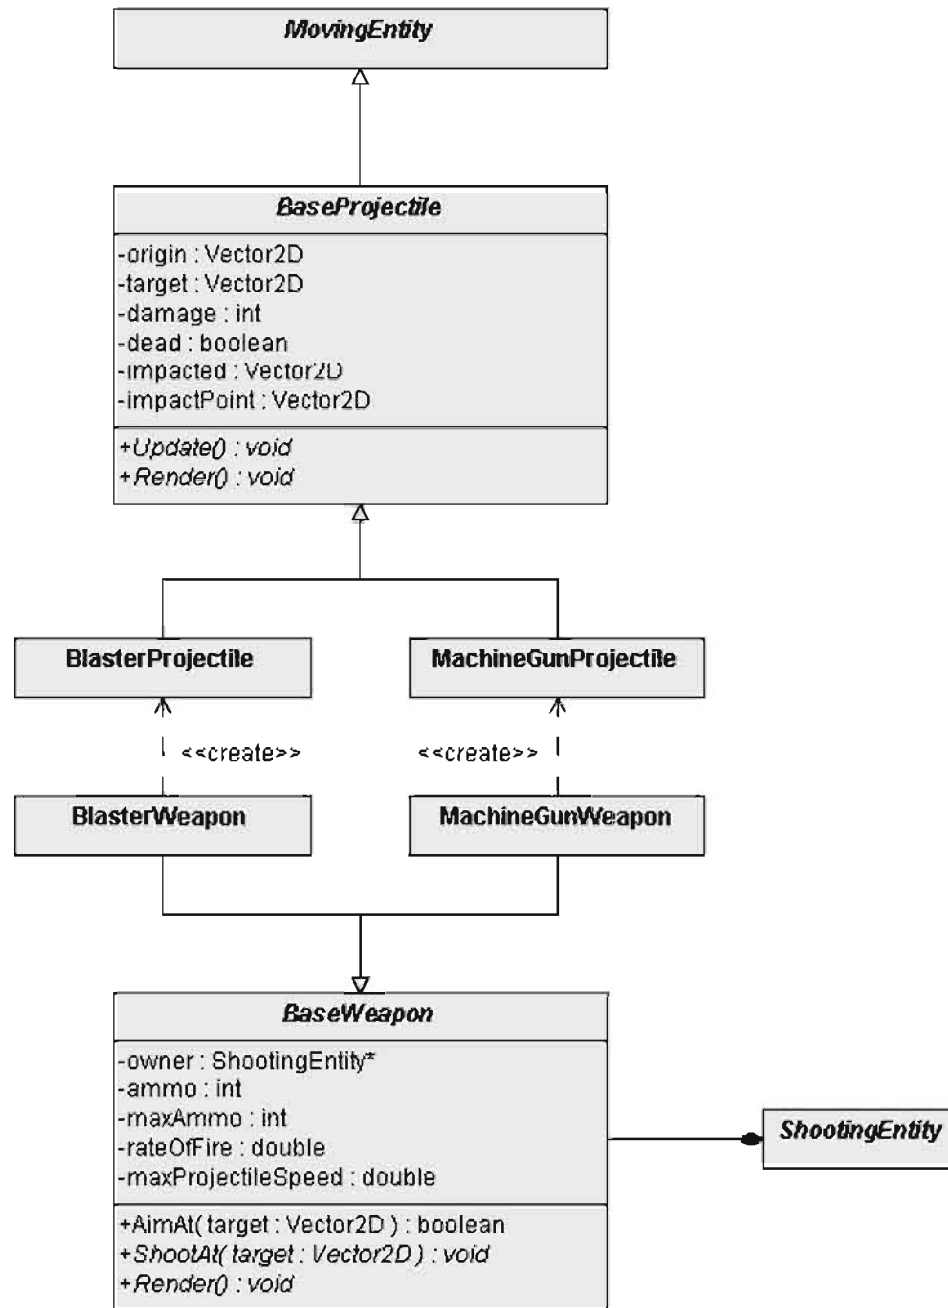 MovingEntity
BaseProjectile
-origin : Vector2D
-target : Vector2D
-damage : int
-dead : boolean
-impacted : Vector2D
-impactPoint : Vector2D
+Update() : void
+Render() : void
BlasterProjectile
MachineGunProjectile
<<create>>
<<create>>
BlasterWeapon
MachineGunWeapon
BaseWeapon
-owner : ShootingEntity*
-ammo : int
-maxAmmo : int
-rateOfFire : double
-maxProjectileSpeed : double
ShootingEntity
+AimAt( target : Vector2D ) : boolean
+ShootAt( target : Vector2D ) : void
+Render() : void